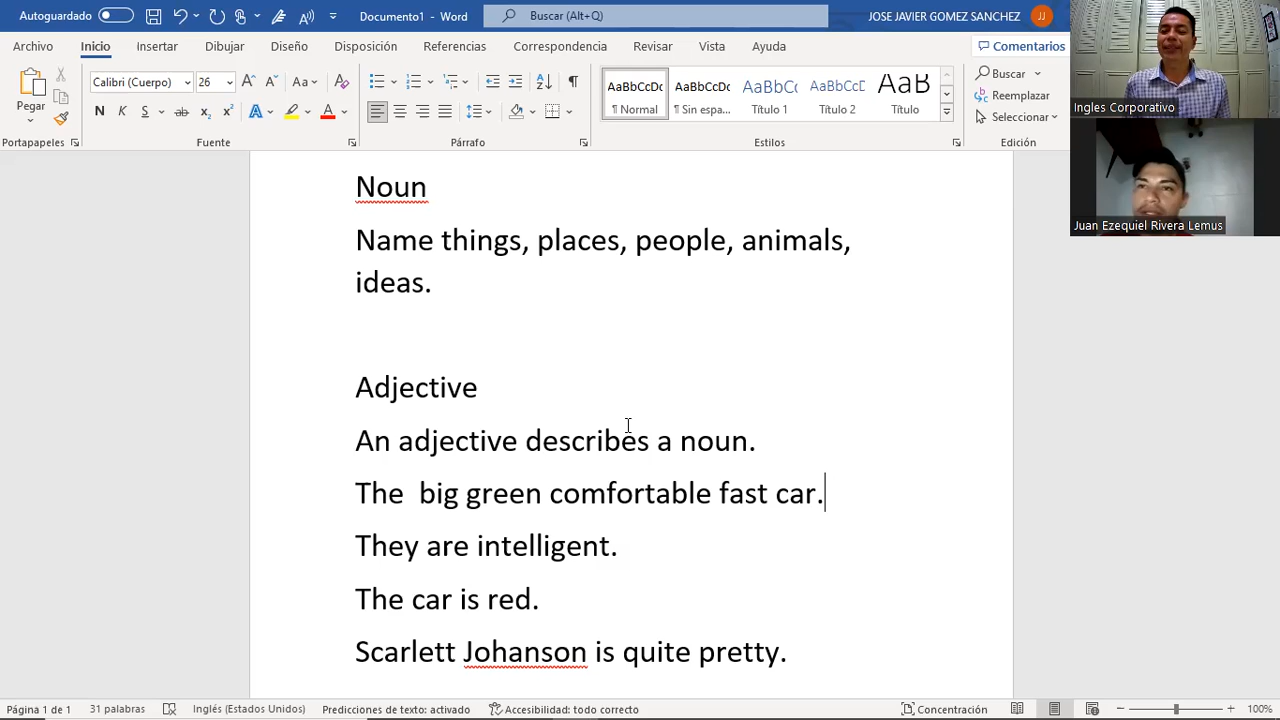 Autoguardado
Documento1 - Word
Buscar (Alt+Q)
JOSE JAVIER GOMEZ SANCHEZ
JJ
Archivo Inicio Insertar Dibujar Diseño Disposición Referencias Correspondencia Revisar Vista Ayuda
Comentarios
Pegar
Calibri (Cuerpo) 26
AaBbCcDc AaBbCcDc AaBbCc AaBbCcD AaB
¶ Normal ¶ Sin espa... Título 1 Título 2 Título
Buscar
Reemplazar
Seleccionar
Portapapeles Fuente Párrafo Estilos Edición
Ingles Corporativo
Juan Ezequiel Rivera Lemus
Noun
Name things, places, people, animals,
ideas.
Adjective
An adjective describes a noun.
The  big green comfortable fast car.
They are intelligent.
The car is red.
Scarlett Johanson is quite pretty.
Página 1 de 1 31 palabras Inglés (Estados Unidos) Predicciones de texto: activado Accesibilidad: todo correcto Concentración 100%